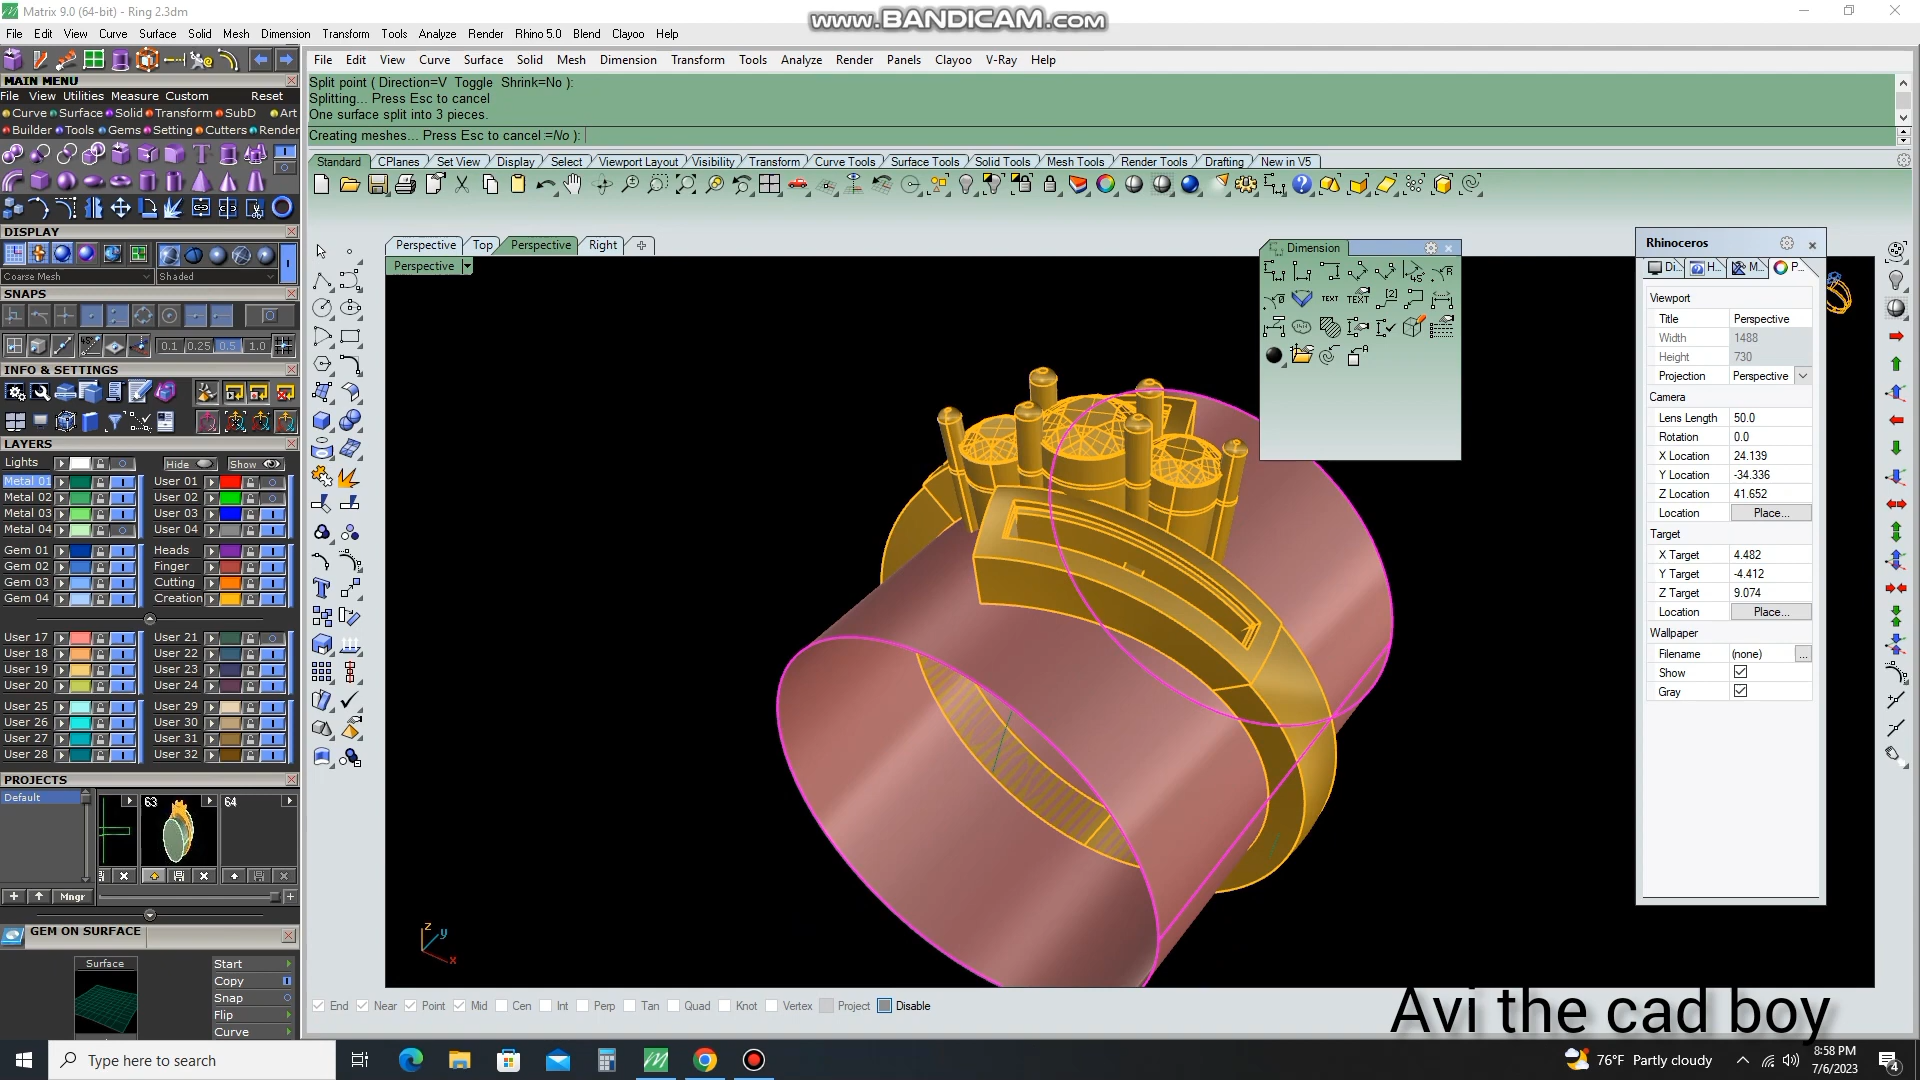 Matrix 9.0 (64-bit) - Ring 2.3dm
www.BANDICAM.com
File Edit View Curve Surface Solid Mesh Dimension Transform Tools Analyze Render Rhino 5.0 Blend Clayoo Help
File Edit View Curve Surface Solid Mesh Dimension Transform Tools Analyze Render Panels Clayoo V-Ray Help
MAIN MENU
File View Utilities Measure Custom Reset
Curve Surface Solid Transform SubD Art
Builder Tools Gems Setting Cutters Render
Split point ( Direction=V Toggle Shrink=No ):
Splitting... Press Esc to cancel
One surface split into 3 pieces.
Creating meshes... Press Esc to cancel =No ):
Standard CPlanes Set View Display Select Viewport Layout Visibility Transform Curve Tools Surface Tools Solid Tools Mesh Tools Render Tools Drafting New in V5
DISPLAY
Coarse Mesh Shaded
SNAPS
0.1 0.25 0.5 1.0
INFO & SETTINGS
LAYERS
Lights Hide Show
Metal 01 User 01
Metal 02 User 02
Metal 03 User 03
Metal 04 User 04
Gem 01 Heads
Gem 02 Finger
Gem 03 Cutting
Gem 04 Creation
User 17 User 21
User 18 User 22
User 19 User 23
User 20 User 24
User 25 User 29
User 26 User 30
User 27 User 31
User 28 User 32
PROJECTS
Default
63 64
Mngr
GEM ON SURFACE
Surface
Start
Copy
Snap
Flip
Curve
Perspective Top Perspective Right
Perspective
Dimension
TEXT TEXT
z
y
x
Rhinoceros
Di... H... M... P...
Viewport
Title Perspective
Width 1488
Height 730
Projection Perspective
Camera
Lens Length 50.0
Rotation 0.0
X Location 24.139
Y Location -34.336
Z Location 41.652
Location Place...
Target
X Target 4.482
Y Target -4.412
Z Target 9.074
Location Place...
Wallpaper
Filename (none) ...
Show
Gray
End Near Point Mid Cen Int Perp Tan Quad Knot Vertex Project Disable
Avi the cad boy
Type here to search
76°F Partly cloudy
8:58 PM
7/6/2023
4